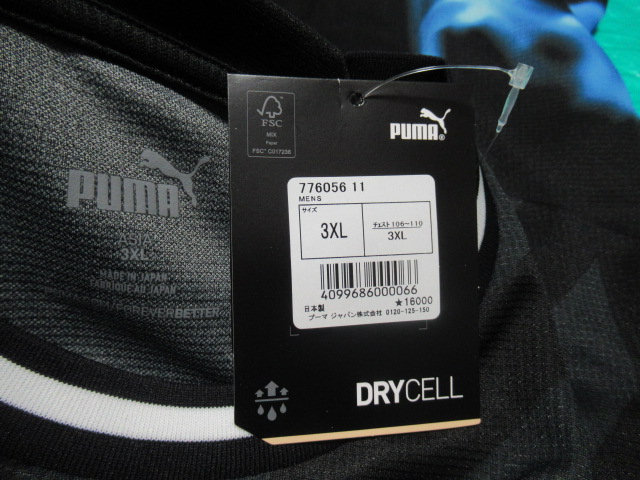 FSC
MIX
Paper
FSC™ C017236
PUMA®
776056 11
MENS
サイズ
3XL
チェスト 106～110
3XL
4099686000066
日本製
★16000
プーマ ジャパン株式会社 0120-125-150
DRYCELL
PUMA
3XL
MADE IN JAPAN
FABRIQUÉ AU JAPAN
/FOREVERBETTER